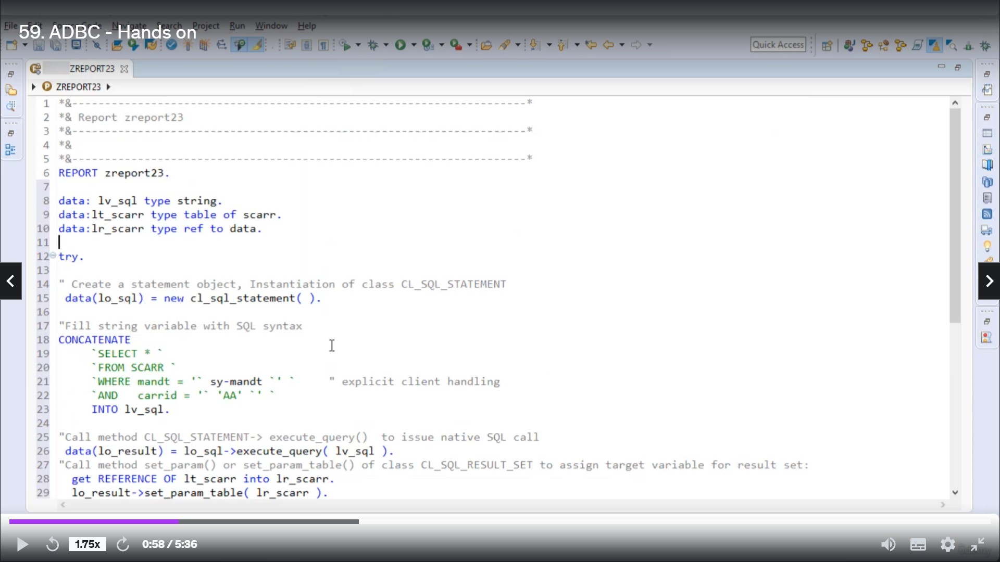 File Edit Source Code Navigate Search Project Run Window Help
59. ADBC - Hands on
Quick Access
ZREPORT23
ZREPORT23
1 *&---------------------------------------------------------------------*
2 *& Report zreport23
3 *&---------------------------------------------------------------------*
4 *&
5 *&---------------------------------------------------------------------*
6 REPORT zreport23.
7
8 data: lv_sql type string.
9 data:lt_scarr type table of scarr.
10 data:lr_scarr type ref to data.
11
12 try.
13
14 " Create a statement object, Instantiation of class CL_SQL_STATEMENT
15 data(lo_sql) = new cl_sql_statement( ).
16
17 "Fill string variable with SQL syntax
18 CONCATENATE
19 `SELECT * `
20 `FROM SCARR `
21 `WHERE mandt = '` sy-mandt `' ` " explicit client handling
22 `AND   carrid = '` 'AA' `' `
23 INTO lv_sql.
24
25 "Call method CL_SQL_STATEMENT-> execute_query()  to issue native SQL call
26 data(lo_result) = lo_sql->execute_query( lv_sql ).
27 "Call method set_param() or set_param_table() of class CL_SQL_RESULT_SET to assign target variable for result set:
28 get REFERENCE OF lt_scarr into lr_scarr.
29 lo_result->set_param_table( lr_scarr ).
1.75x 0:58 / 5:36
ûdemy